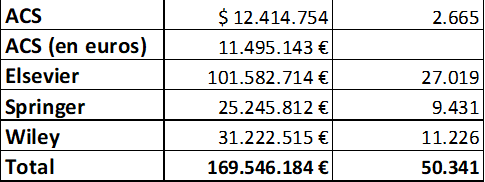 ACS $ 12.414.754 2.665
ACS (en euros) 11.495.143 €
Elsevier 101.582.714 € 27.019
Springer 25.245.812 € 9.431
Wiley 31.222.515 € 11.226
Total 169.546.184 € 50.341